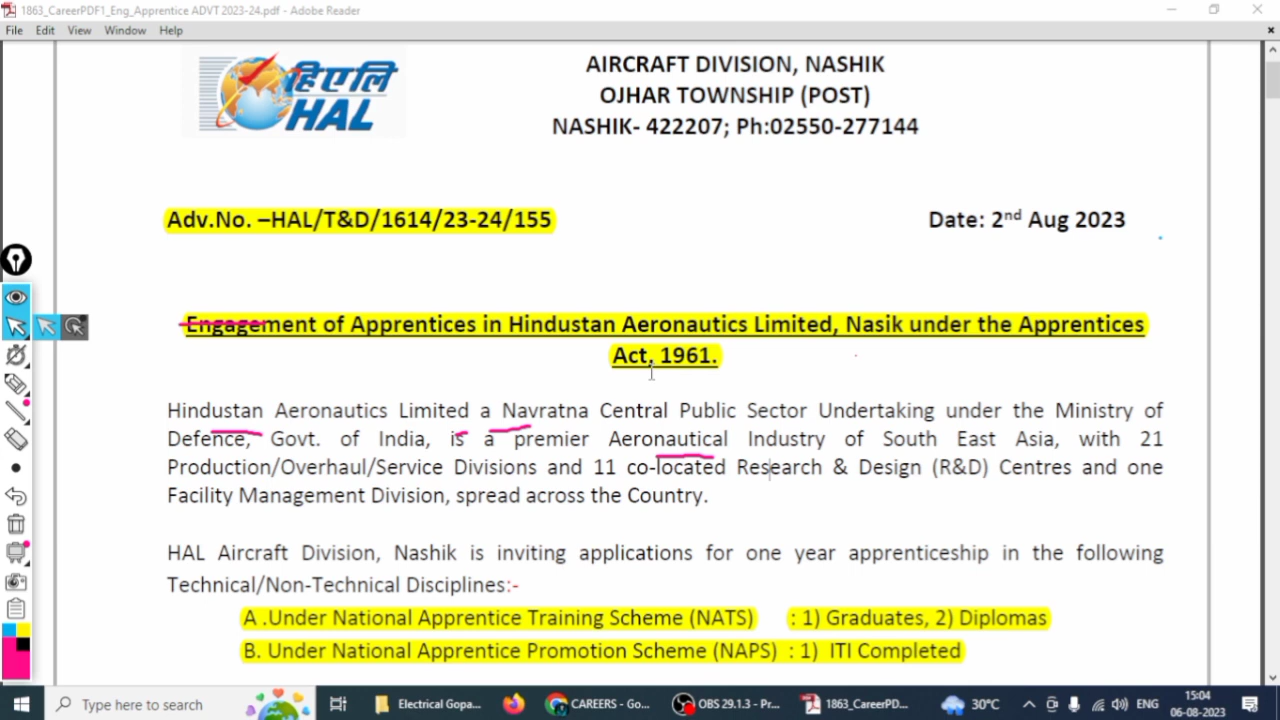 1863_CareerPDF1_Eng_Apprentice ADVT 2023-24.pdf - Adobe Reader
File Edit View Window Help
हिएलि
HAL
AIRCRAFT DIVISION, NASHIK
OJHAR TOWNSHIP (POST)
NASHIK- 422207; Ph:02550-277144
Adv.No. –HAL/T&D/1614/23-24/155 Date: 2nd Aug 2023
Engagement of Apprentices in Hindustan Aeronautics Limited, Nasik under the Apprentices
Act, 1961.
Hindustan Aeronautics Limited a Navratna Central Public Sector Undertaking under the Ministry of
Defence, Govt. of India, is a premier Aeronautical Industry of South East Asia, with 21
Production/Overhaul/Service Divisions and 11 co-located Research & Design (R&D) Centres and one
Facility Management Division, spread across the Country.
HAL Aircraft Division, Nashik is inviting applications for one year apprenticeship in the following
Technical/Non-Technical Disciplines:-
A .Under National Apprentice Training Scheme (NATS) : 1) Graduates, 2) Diplomas
B. Under National Apprentice Promotion Scheme (NAPS) : 1) ITI Completed
Type here to search Electrical Gopa... CAREERS - Go... OBS 29.1.3 - Pr... 1863_CareerPD... 30°C ENG 15:04
06-08-2023